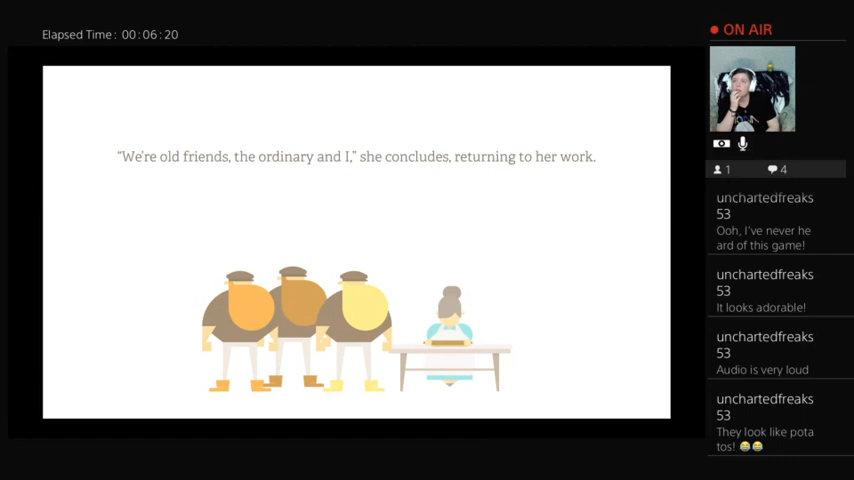 Elapsed Time: 00:06:20
ON AIR
"We're old friends, the ordinary and I," she concludes, returning to her work.
1 4
unchartedfreaks
53
Ooh, I've never he
ard of this game!
unchartedfreaks
53
It looks adorable!
unchartedfreaks
53
Audio is very loud
unchartedfreaks
53
They look like pota
tos! 😂😂